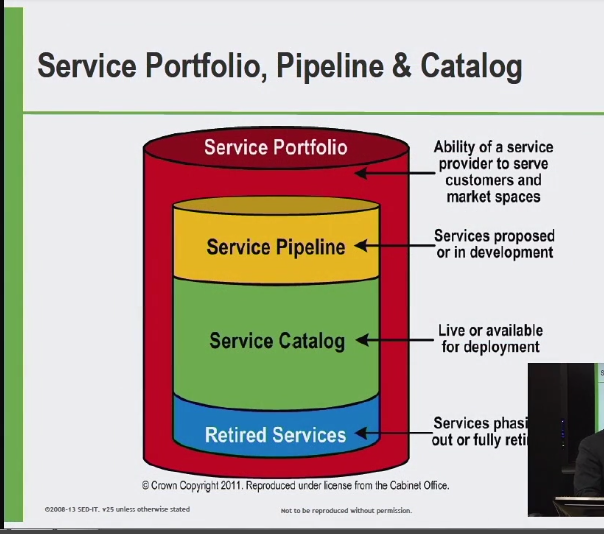 Service Portfolio, Pipeline & Catalog
Service Portfolio
Ability of a service
provider to serve
customers and
market spaces
Service Pipeline
Services proposed
or in development
Service Catalog
Live or available
for deployment
Retired Services
Services
out or fully
© Crown Copyright 2011. Reproduced under license from the Cabinet Office.
©2008-13 SED-IT. v25 unless otherwise stated
Not to be reproduced without permission.